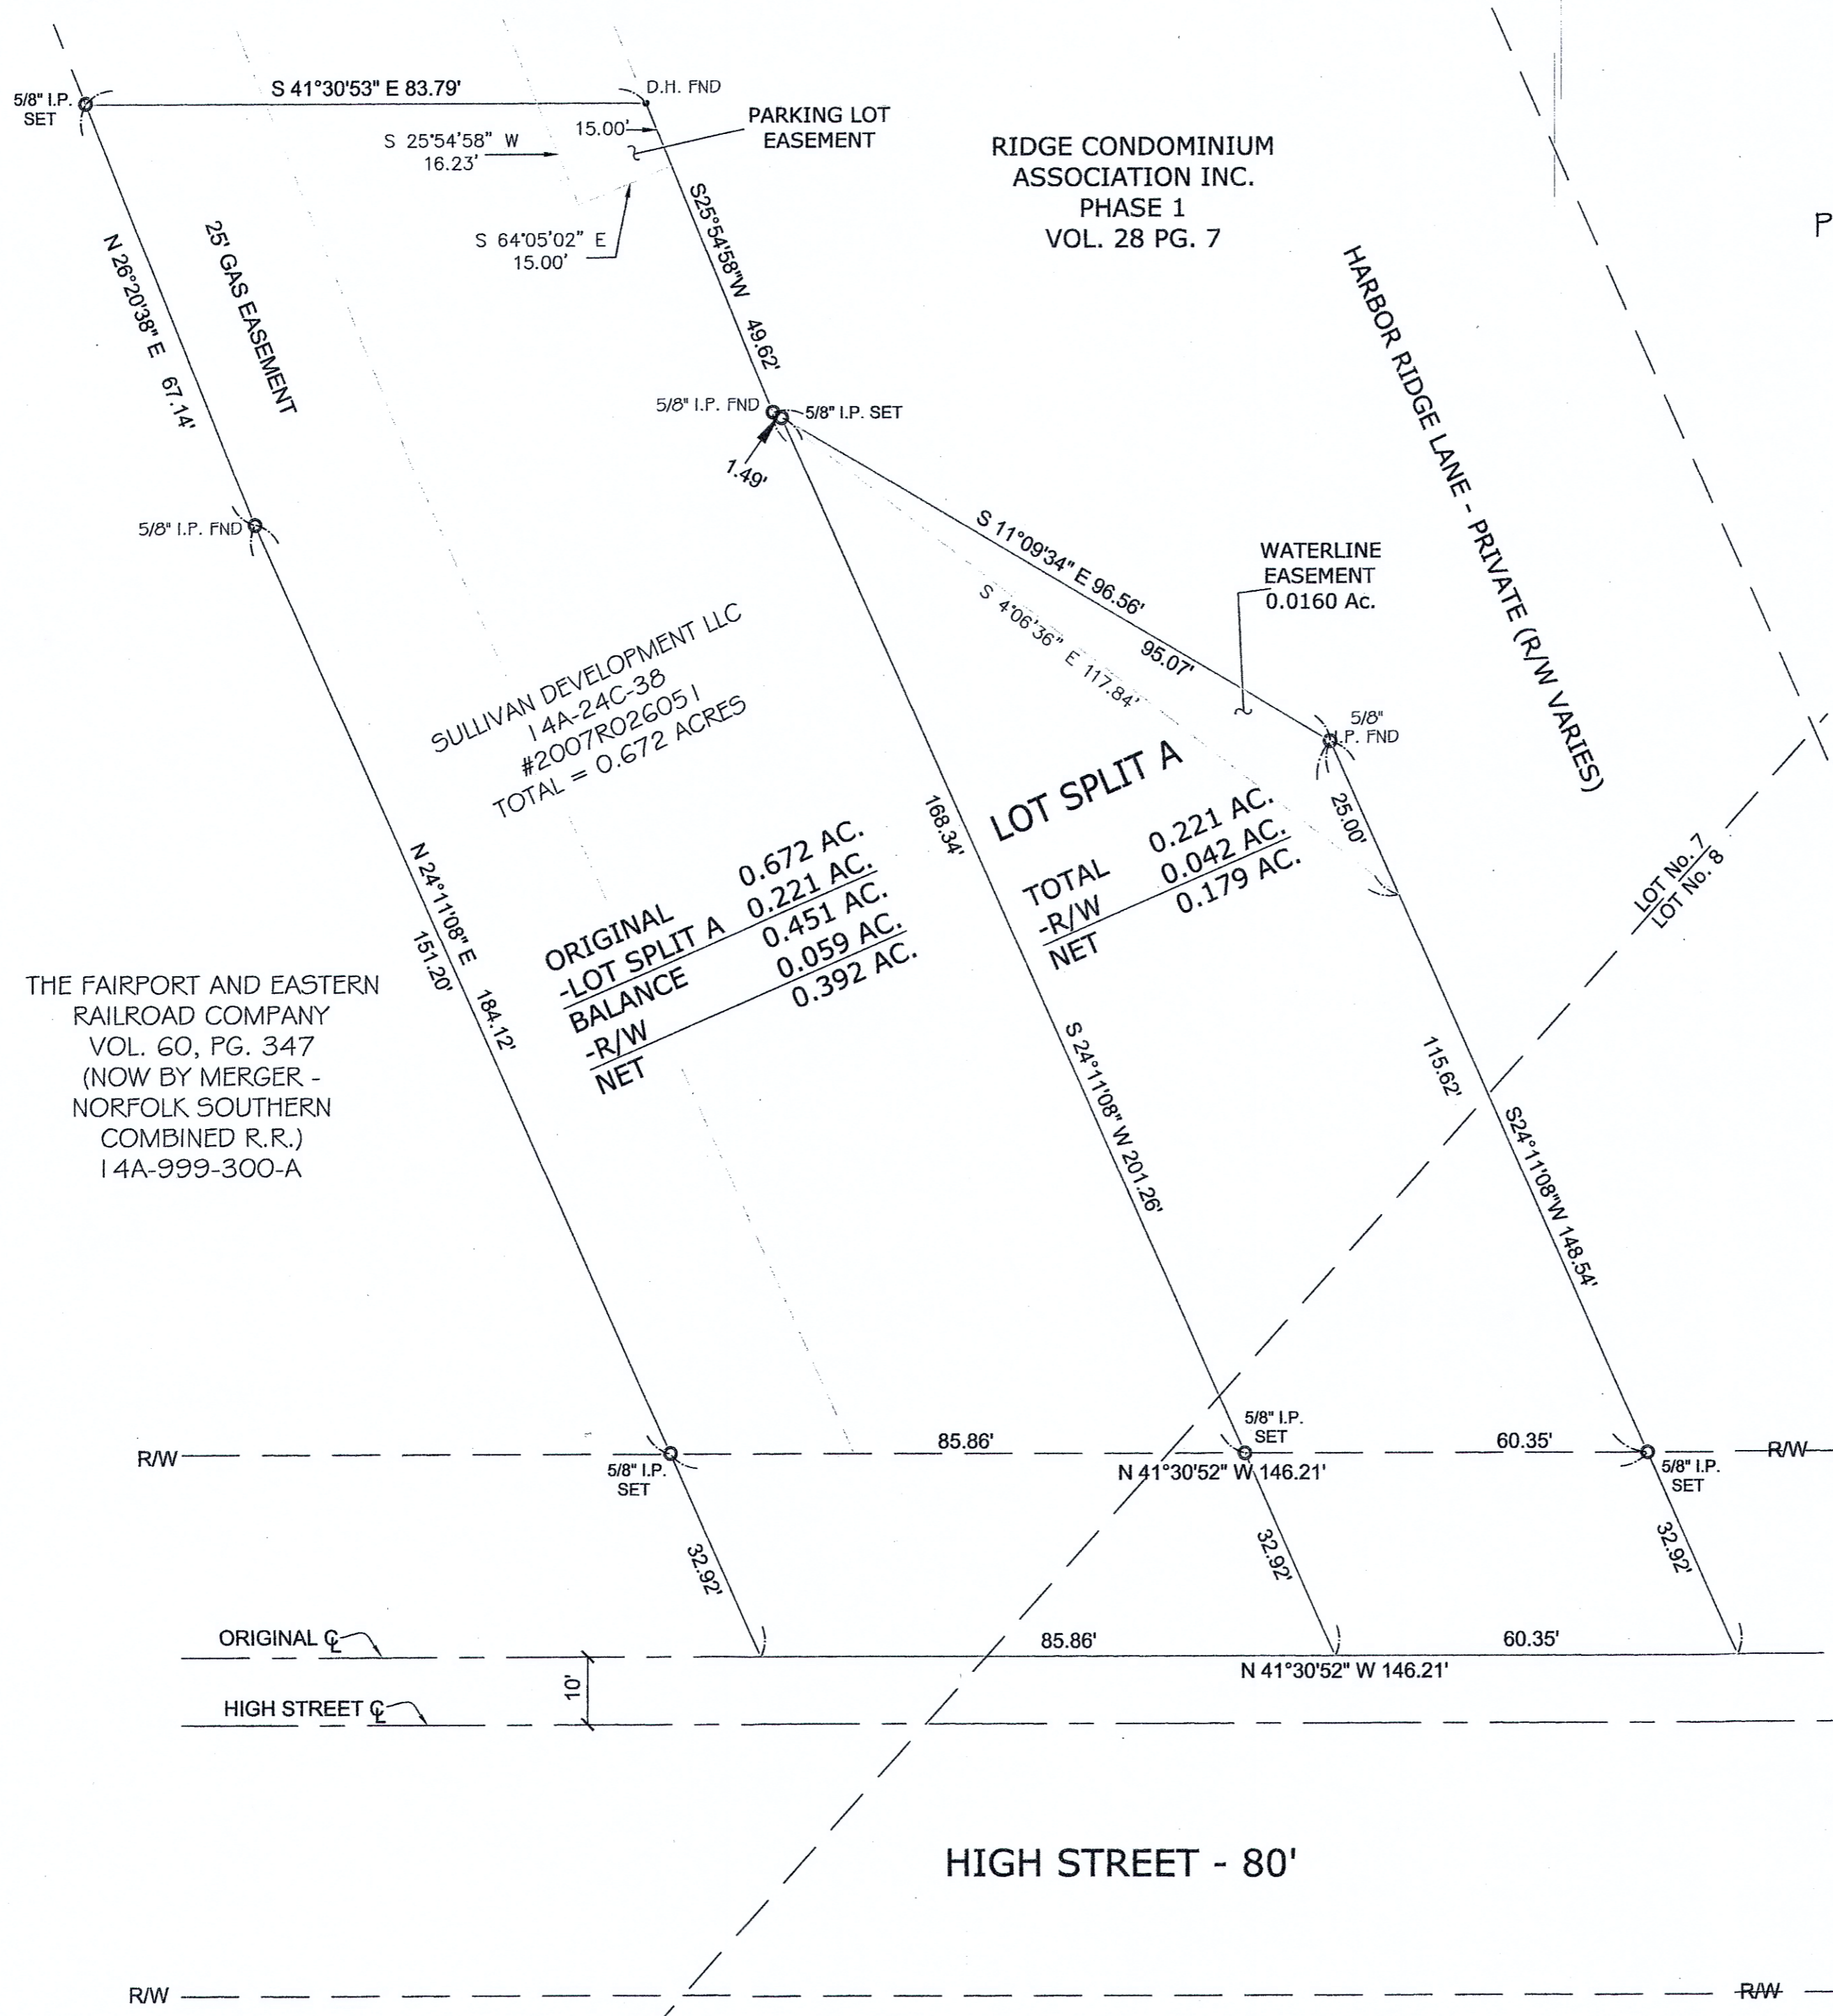 S 41°30'53" E 83.79'
D.H. FND
5/8" I.P.
SET
15.00'
PARKING LOT
EASEMENT
S 25°54'58" W
16.23'
S 64°05'02" E
15.00'
RIDGE CONDOMINIUM
ASSOCIATION INC.
PHASE 1
VOL. 28 PG. 7
P
N 26°20'38" E 67.14'
25' GAS EASEMENT
S25°54'58"W 49.62'
HARBOR RIDGE LANE - PRIVATE (R/W VARIES)
5/8" I.P. FND
5/8" I.P. SET
1.49'
5/8" I.P. FND
S 11°09'34" E 96.56'
95.07'
S 4°06'36" E 117.84'
WATERLINE
EASEMENT
0.0160 Ac.
5/8"
I.P. FND
25.00'
SULLIVAN DEVELOPMENT LLC
14A-24C-38
#2007R026051
TOTAL = 0.672 ACRES
168.34'
LOT SPLIT A
TOTAL 0.221 AC.
-R/W 0.042 AC.
NET 0.179 AC.
ORIGINAL 0.672 AC.
-LOT SPLIT A 0.221 AC.
BALANCE 0.451 AC.
-R/W 0.059 AC.
NET 0.392 AC.
LOT No. 7
LOT No. 8
N 24°11'08" E 184.12'
151.20'
THE FAIRPORT AND EASTERN
RAILROAD COMPANY
VOL. 60, PG. 347
(NOW BY MERGER -
NORFOLK SOUTHERN
COMBINED R.R.)
14A-999-300-A
S 24°11'08" W 201.26'
115.62'
S24°11'08"W 148.54'
R/W
85.86'
5/8" I.P.
SET
60.35'
R/W
5/8" I.P.
SET
N 41°30'52" W 146.21'
5/8" I.P.
SET
32.92'
32.92'
32.92'
ORIGINAL ℄
85.86'
60.35'
N 41°30'52" W 146.21'
10'
HIGH STREET ℄
HIGH STREET - 80'
R/W
R/W